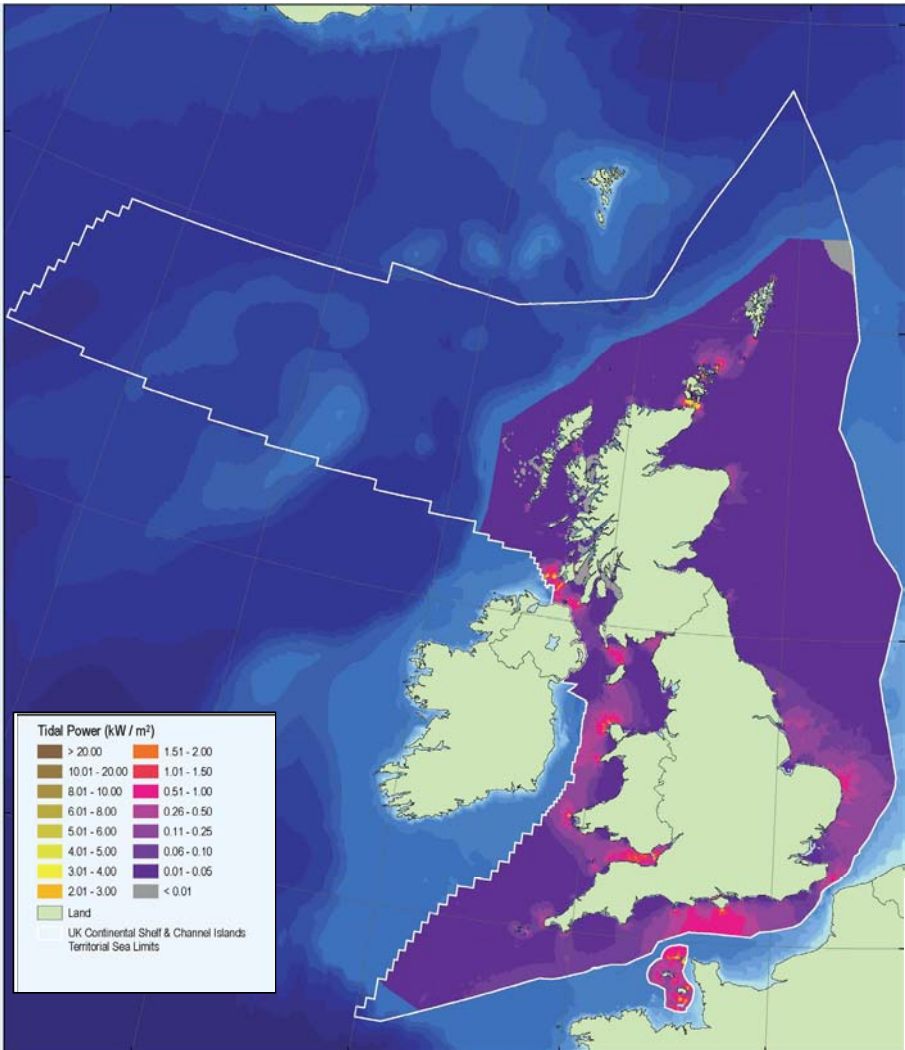 Tidal Power (kW / m²)
> 20.00
10.01 - 20.00
8.01 - 10.00
6.01 - 8.00
5.01 - 6.00
4.01 - 5.00
3.01 - 4.00
2.01 - 3.00
1.51 - 2.00
1.01 - 1.50
0.51 - 1.00
0.26 - 0.50
0.11 - 0.25
0.06 - 0.10
0.01 - 0.05
< 0.01
Land
UK Continental Shelf & Channel Islands
Territorial Sea Limits